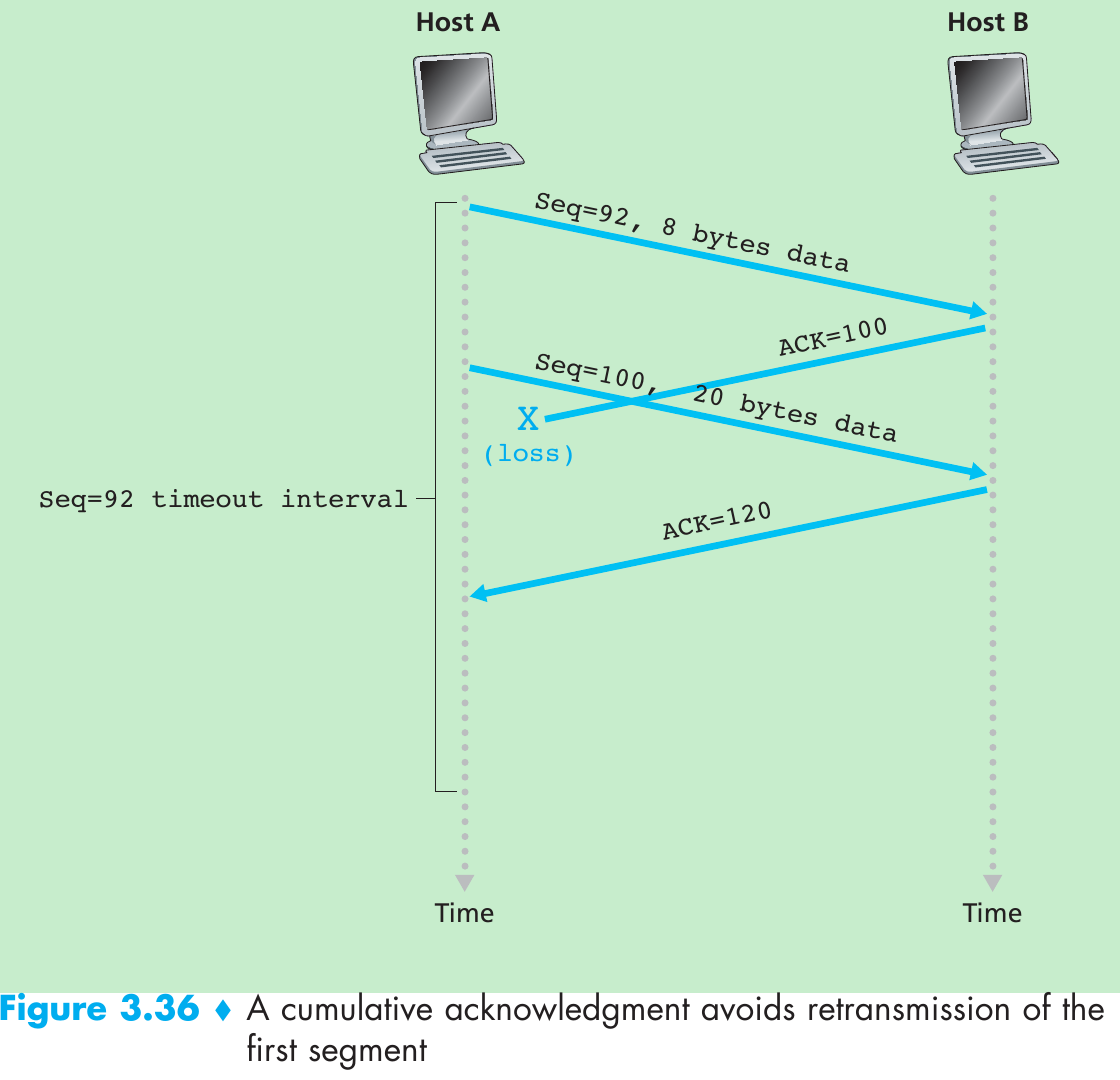 Host A
Host B
Seq=92, 8 bytes data
ACK=100
Seq=100, 20 bytes data
X
(loss)
Seq=92 timeout interval
ACK=120
Time
Time
Figure 3.36 ♦ A cumulative acknowledgment avoids retransmission of the
first segment